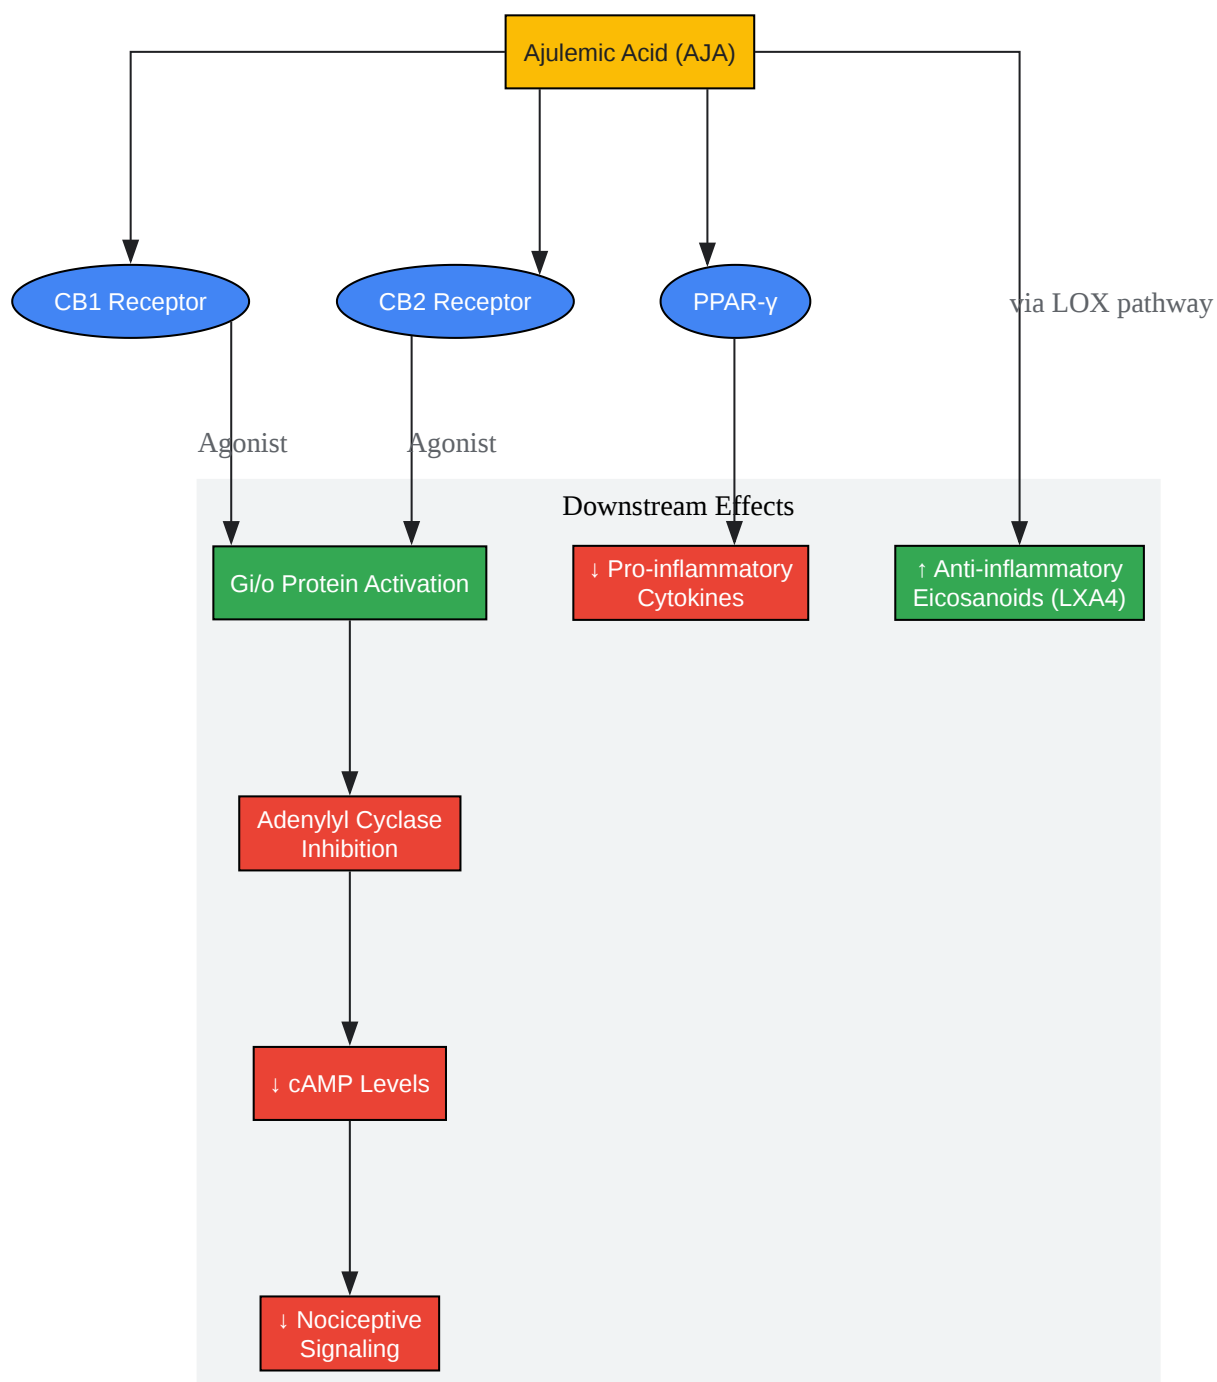 Ajulemic Acid (AJA)
CB1 Receptor
CB2 Receptor
PPAR-γ
via LOX pathway
Agonist
Agonist
Downstream Effects
Gi/o Protein Activation
↓ Pro-inflammatory
Cytokines
↑ Anti-inflammatory
Eicosanoids (LXA4)
Adenylyl Cyclase
Inhibition
↓ cAMP Levels
↓ Nociceptive
Signaling